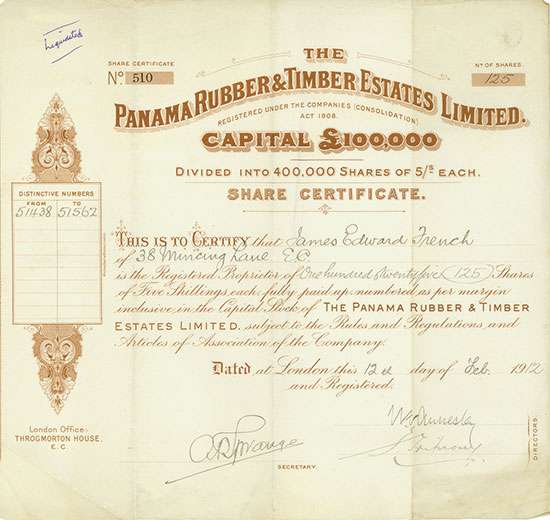 Liquidated
THE
SHARE CERTIFICATE
No. 510
No OF SHARES.
125
PANAMA RUBBER & TIMBER ESTATES LIMITED.
REGISTERED UNDER THE COMPANIES (CONSOLIDATION)
ACT 1908.
CAPITAL £100,000
DIVIDED INTO 400,000 SHARES OF 5/s EACH.
SHARE CERTIFICATE.
DISTINCTIVE NUMBERS
FROM TO
51438 51562
THIS IS TO CERTIFY that James Edward French
of 38 Mincing Lane E.C
is the Registered Proprietor of One hundred & twenty five (125) Shares
of Five Shillings each, fully paid up, numbered as per margin
inclusive in the Capital Stock of THE PANAMA RUBBER & TIMBER
ESTATES LIMITED, subject to the Rules and Regulations, and
Articles of Association of the Company.
Dated at London this 12th day of Feb. 1912
and Registered.
London Office:
THROGMORTON HOUSE,
E.C.
SECRETARY.
DIRECTORS